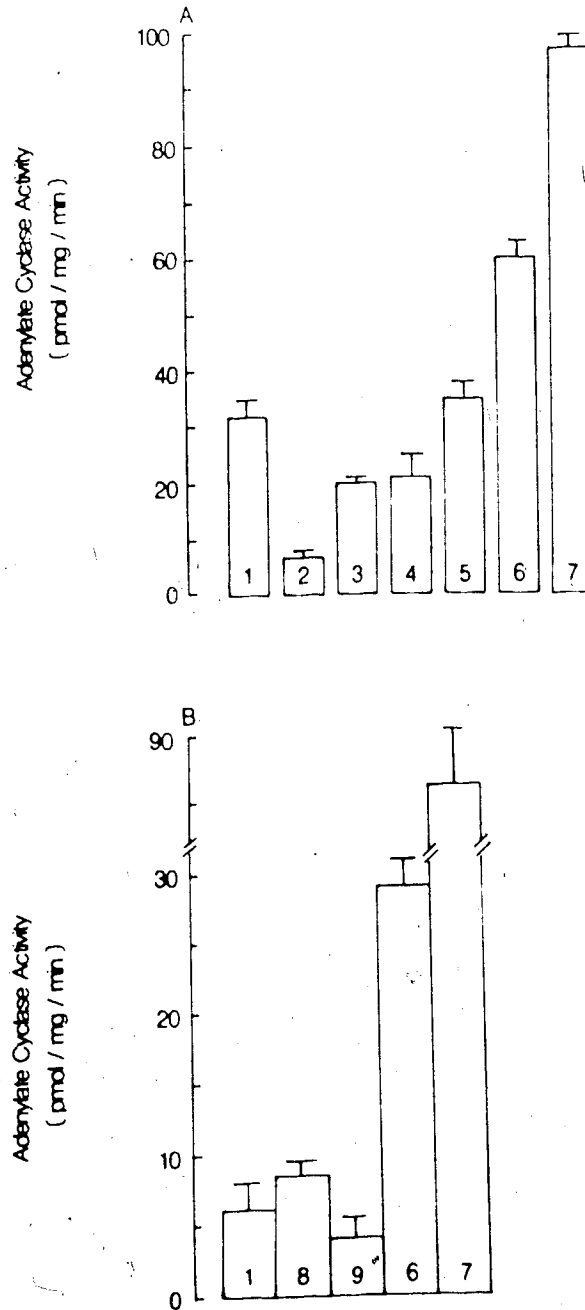 A
100
80
60
40
20
0
Adenylate Cyclase Activity
( pmol / mg / min )
1 2 3 4 5 6 7
B
90
30
20
10
0
Adenylate Cyclase Activity
( pmol / mg / min )
1 8 9 6 7